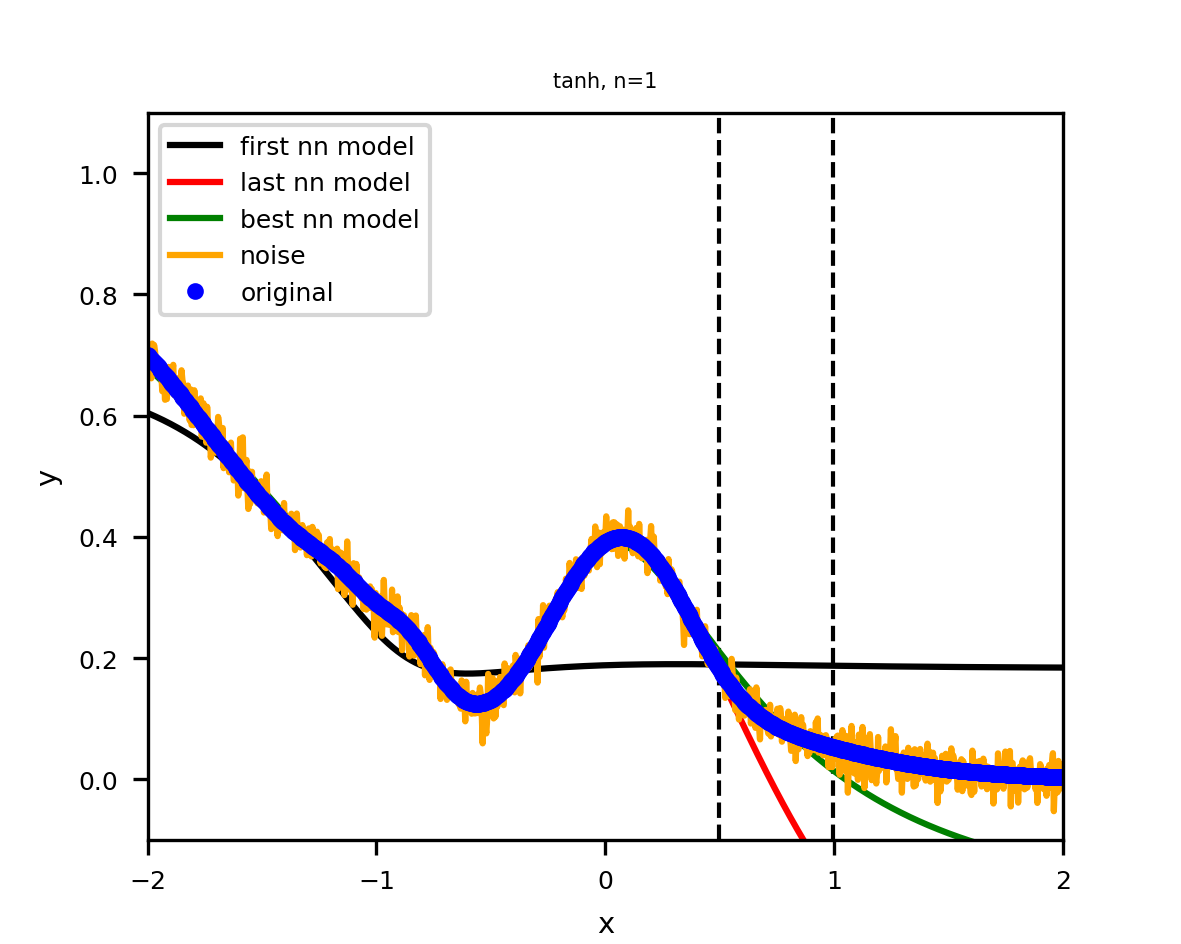 tanh, n=1
first nn model
last nn model
best nn model
noise
original
1.0
0.8
0.6
0.4
0.2
0.0
y
−2
−1
0
1
2
x